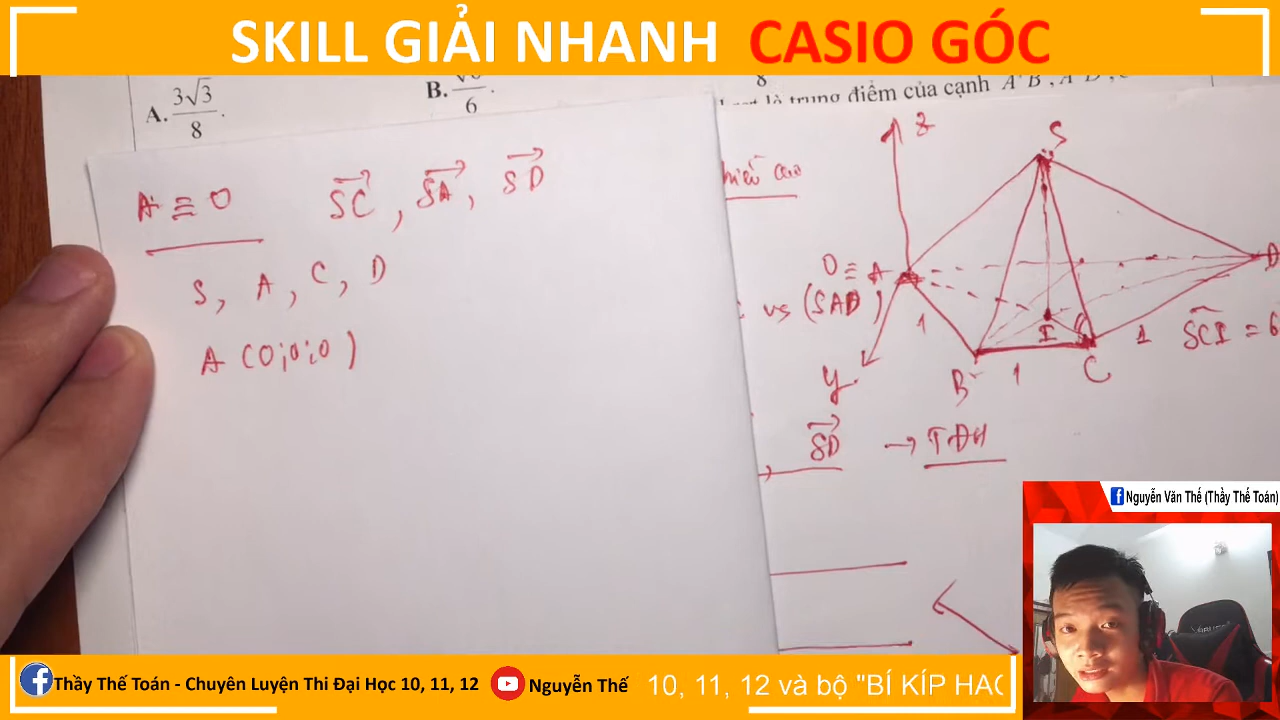 SKILL GIẢI NHANH CASIO GÓC
A. 3√3/8.
B. /6.
8
là trung điểm của cạnh A'B',
A ≡ O SC, SA, SD
S, A, C, D
A (0;0;0)
z
S
O ≡ A
D
vs (SAD)
1
I
1
SCI = 6
y
B
1
C
SD → TĐH
Nguyễn Văn Thế (Thầy Thế Toán)
Thầy Thế Toán - Chuyên Luyện Thi Đại Học 10, 11, 12
Nguyễn Thế
10, 11, 12 và bộ "BÍ KÍP HAC